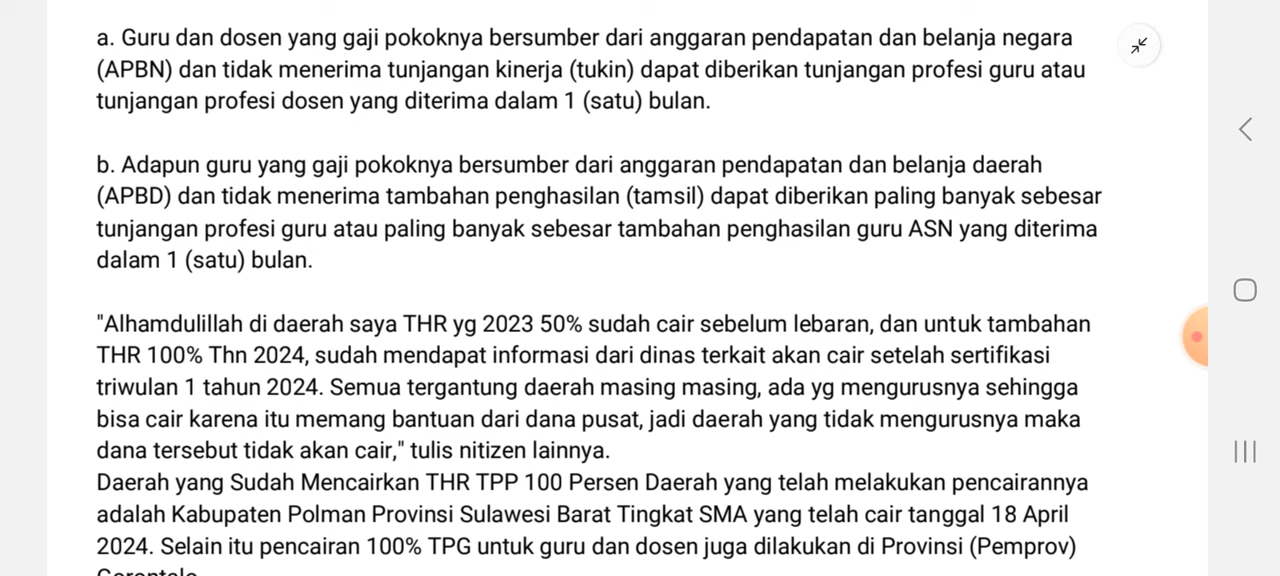 a. Guru dan dosen yang gaji pokoknya bersumber dari anggaran pendapatan dan belanja negara
(APBN) dan tidak menerima tunjangan kinerja (tukin) dapat diberikan tunjangan profesi guru atau
tunjangan profesi dosen yang diterima dalam 1 (satu) bulan.
b. Adapun guru yang gaji pokoknya bersumber dari anggaran pendapatan dan belanja daerah
(APBD) dan tidak menerima tambahan penghasilan (tamsil) dapat diberikan paling banyak sebesar
tunjangan profesi guru atau paling banyak sebesar tambahan penghasilan guru ASN yang diterima
dalam 1 (satu) bulan.
"Alhamdulillah di daerah saya THR yg 2023 50% sudah cair sebelum lebaran, dan untuk tambahan
THR 100% Thn 2024, sudah mendapat informasi dari dinas terkait akan cair setelah sertifikasi
triwulan 1 tahun 2024. Semua tergantung daerah masing masing, ada yg mengurusnya sehingga
bisa cair karena itu memang bantuan dari dana pusat, jadi daerah yang tidak mengurusnya maka
dana tersebut tidak akan cair," tulis nitizen lainnya.
Daerah yang Sudah Mencairkan THR TPP 100 Persen Daerah yang telah melakukan pencairannya
adalah Kabupaten Polman Provinsi Sulawesi Barat Tingkat SMA yang telah cair tanggal 18 April
2024. Selain itu pencairan 100% TPG untuk guru dan dosen juga dilakukan di Provinsi (Pemprov)
Gorontalo